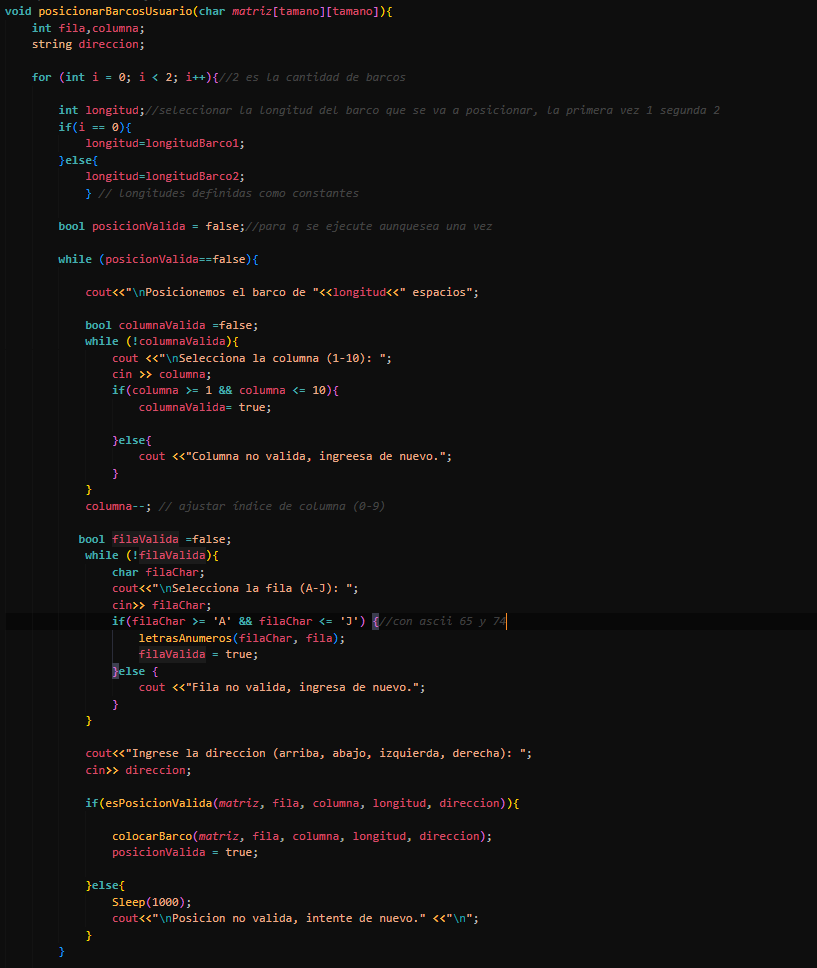 void posicionarBarcosUsuario(char matriz[tamano][tamano]){
    int fila,columna;
    string direccion;
    for (int i = 0; i < 2; i++){//2 es la cantidad de barcos
        int longitud;//seleccionar la longitud del barco que se va a posicionar, la primera vez 1 segunda 2
        if(i == 0){
            longitud=longitudBarco1;
        }else{
            longitud=longitudBarco2;
            } // longitudes definidas como constantes
        bool posicionValida = false;//para q se ejecute aunquesea una vez
        while (posicionValida==false){
            cout<<"\nPosicionemos el barco de "<<longitud<<" espacios";
            bool columnaValida =false;
            while (!columnaValida){
                cout <<"\nSelecciona la columna (1-10): ";
                cin >> columna;
                if(columna >= 1 && columna <= 10){
                    columnaValida= true;
                }else{
                    cout <<"Columna no valida, ingreesa de nuevo.";
                }
            }
            columna--; // ajustar índice de columna (0-9)
           bool filaValida =false;
            while (!filaValida){
                char filaChar;
                cout<<"\nSelecciona la fila (A-J): ";
                cin>> filaChar;
                if(filaChar >= 'A' && filaChar <= 'J') {//con ascii 65 y 74
                    letrasAnumeros(filaChar, fila);
                    filaValida = true;
                }else {
                    cout <<"Fila no valida, ingresa de nuevo.";
                }
            }
            cout<<"Ingrese la direccion (arriba, abajo, izquierda, derecha): ";
            cin>> direccion;
            if(esPosicionValida(matriz, fila, columna, longitud, direccion)){
                colocarBarco(matriz, fila, columna, longitud, direccion);
                posicionValida = true;
            }else{
                Sleep(1000);
                cout<<"\nPosicion no valida, intente de nuevo." <<"\n";
            }
        }